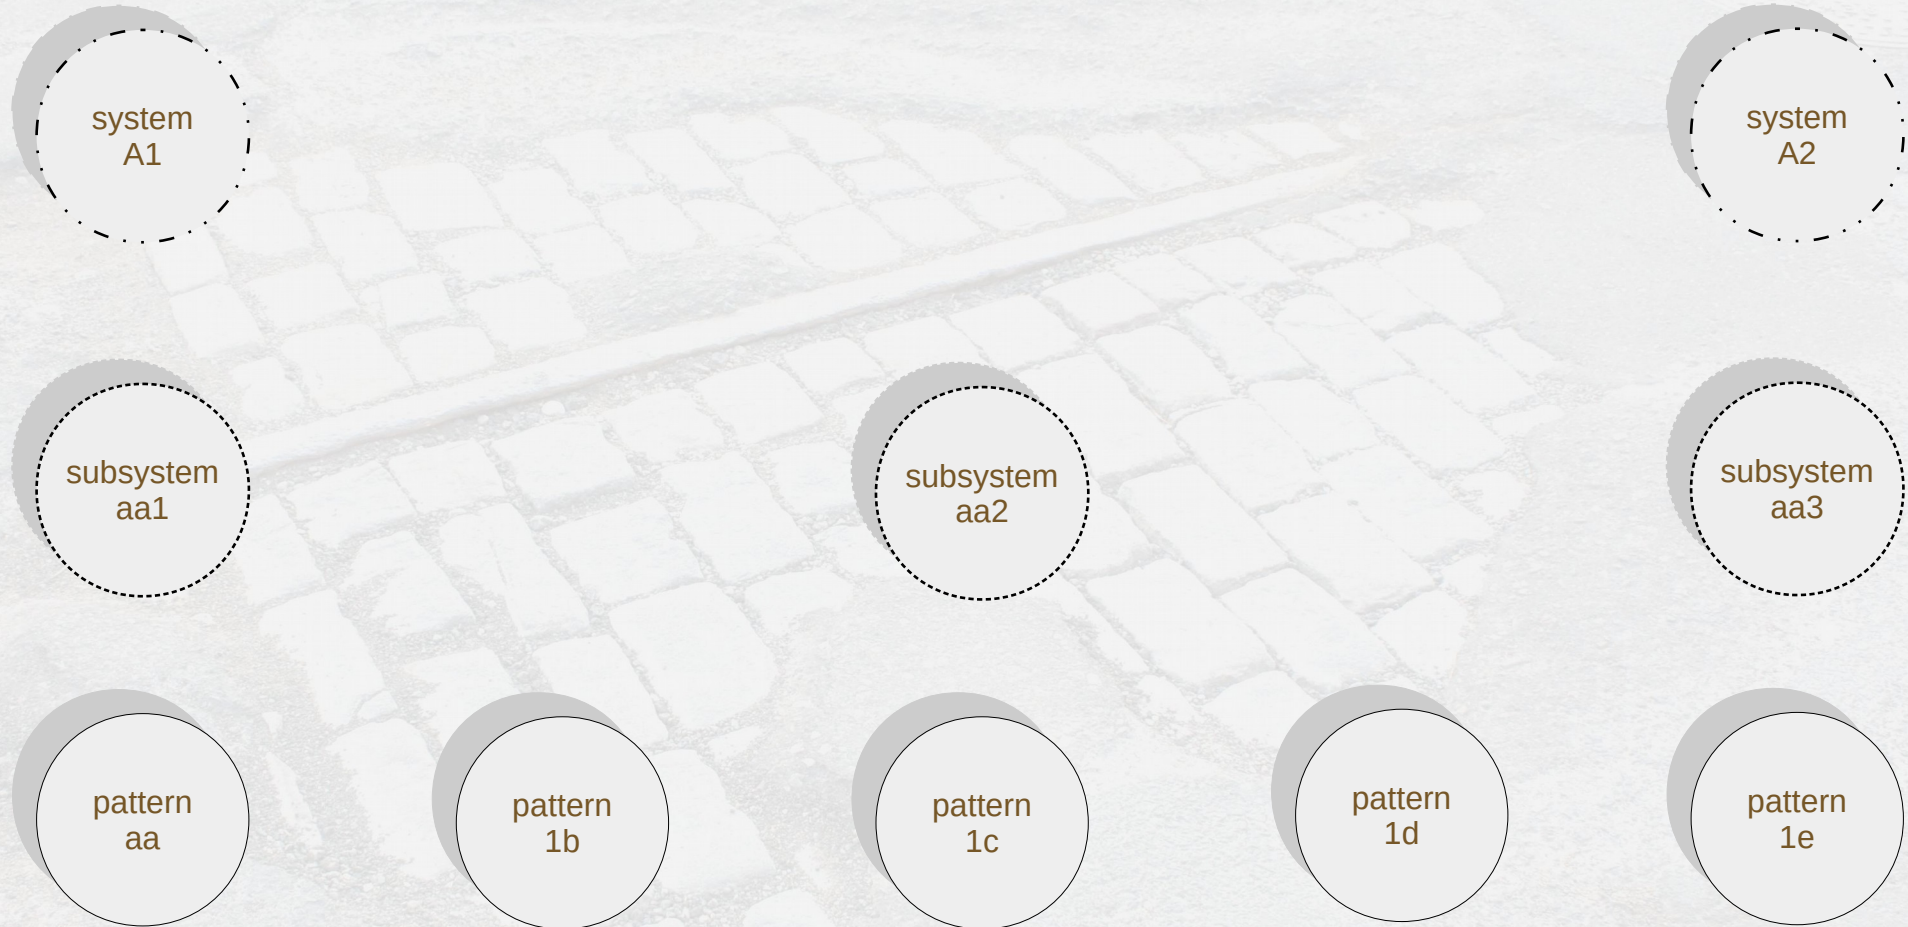 system
A1
system
A2
subsystem
aa1
subsystem
aa2
subsystem
aa3
pattern
aa
pattern
1b
pattern
1c
pattern
1d
pattern
1e